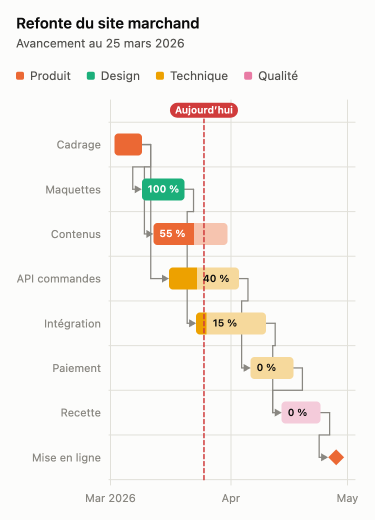 Refonte du site marchand
Avancement au 25 mars 2026
Produit Design Technique Qualité
Aujourd'hui
Cadrage
Maquettes 100 %
Contenus 55 %
API commandes 40 %
Intégration 15 %
Paiement 0 %
Recette 0 %
Mise en ligne
Mar 2026 Apr May